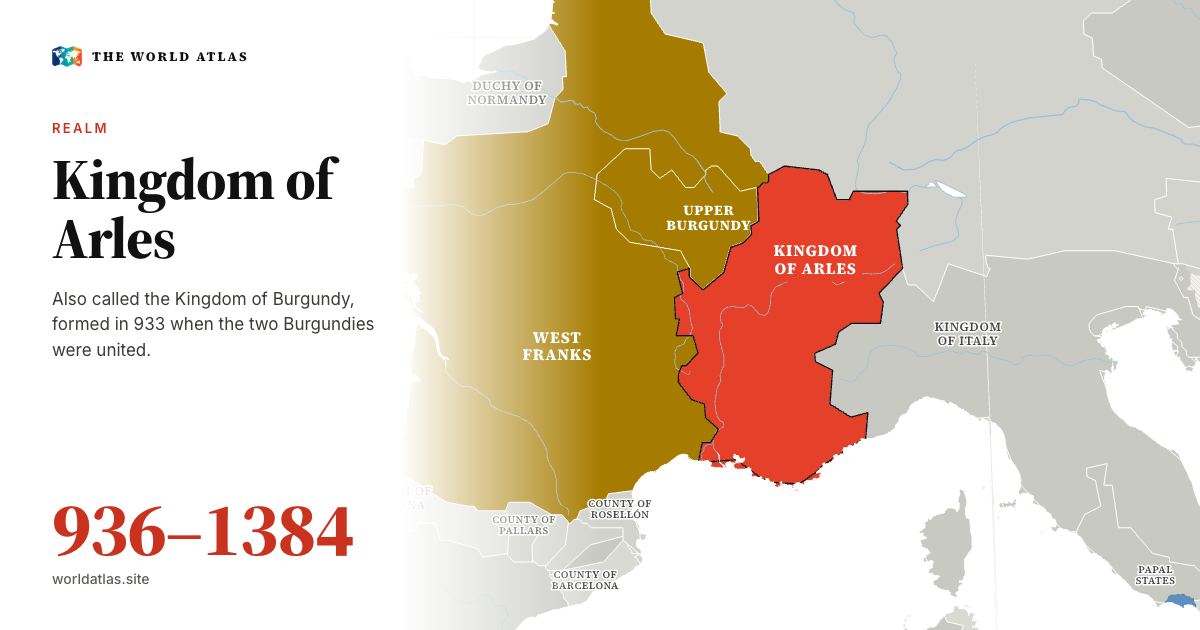 THE WORLD ATLAS
REALM
Kingdom of
Arles
Also called the Kingdom of Burgundy,
formed in 933 when the two Burgundies
were united.
936–1384
worldatlas.site
DUCHY OF
NORMANDY
UPPER
BURGUNDY
KINGDOM
OF ARLES
WEST
FRANKS
KINGDOM
OF ITALY
OF
NA
COUNTY OF
PALLARS
COUNTY OF
ROSELLÓN
COUNTY OF
BARCELONA
PAPAL
STATES